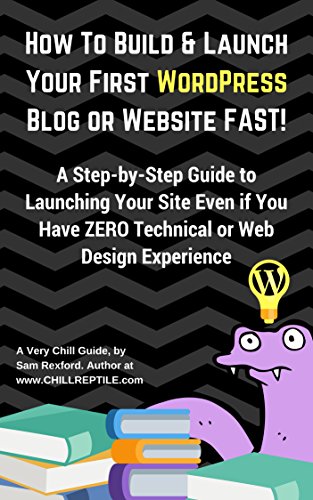 How To Build & Launch
Your First WordPress
Blog or Website FAST!
A Step-by-Step Guide to
Launching Your Site Even if You
Have ZERO Technical or Web
Design Experience
W
A Very Chill Guide, by
Sam Rexford. Author at
www.CHILLREPTILE.com